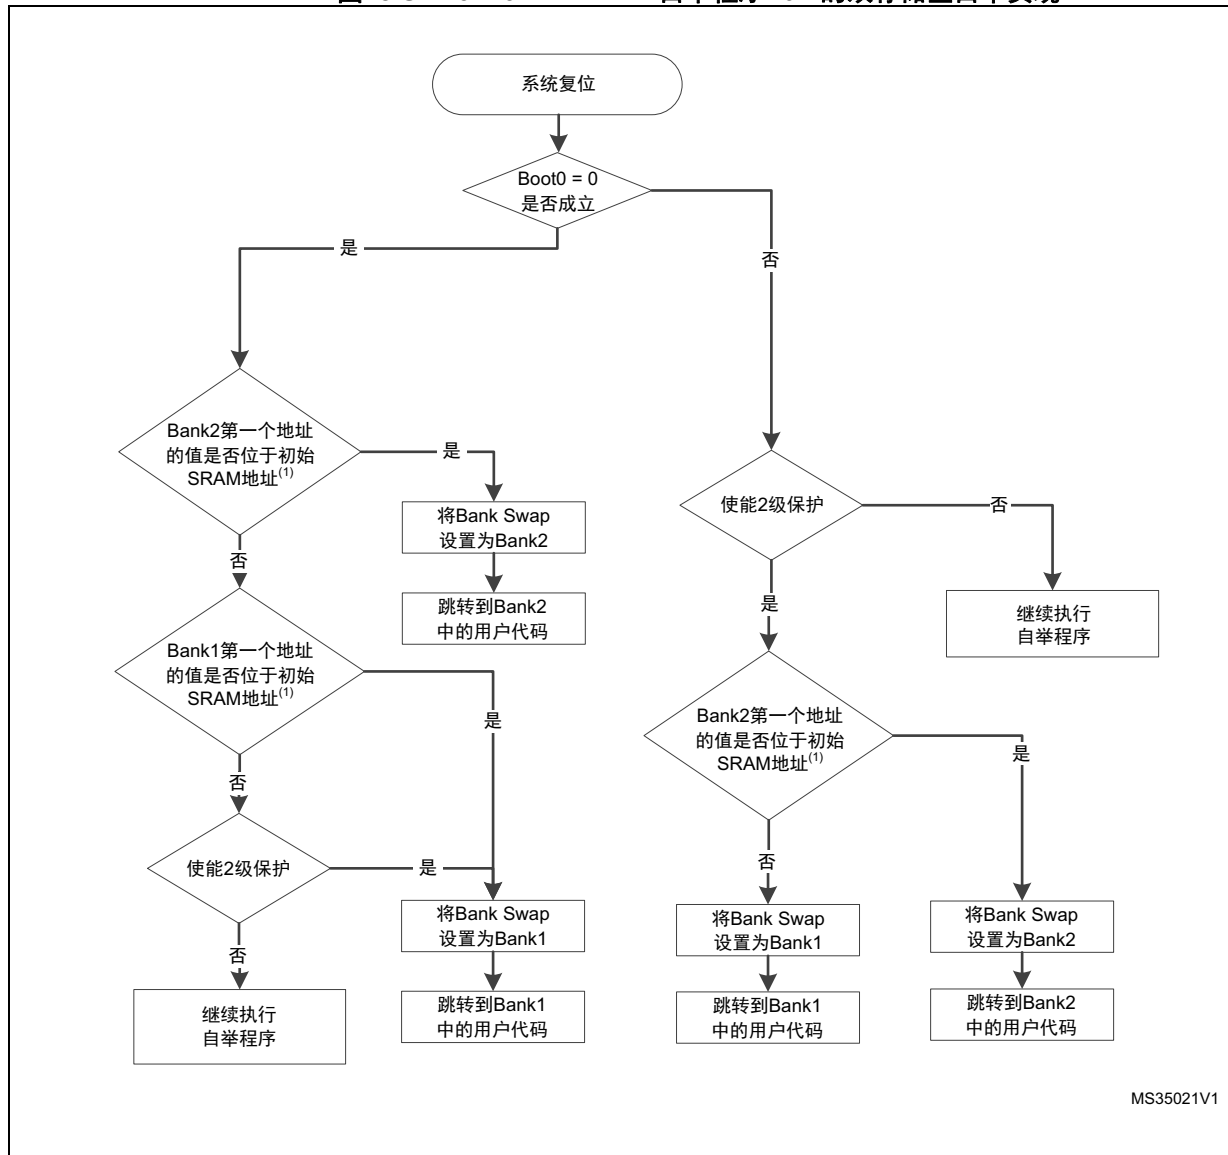 系统复位
Boot0 = 0
是否成立
是
否
Bank2第一个地址
的值是否位于初始
SRAM地址(1)
是
将Bank Swap
设置为Bank2
跳转到Bank2
中的用户代码
否
Bank1第一个地址
的值是否位于初始
SRAM地址(1)
是
否
使能2级保护
是
将Bank Swap
设置为Bank1
跳转到Bank1
中的用户代码
否
继续执行
自举程序
使能2级保护
否
继续执行
自举程序
是
Bank2第一个地址
的值是否位于初始
SRAM地址(1)
是
否
将Bank Swap
设置为Bank1
跳转到Bank1
中的用户代码
将Bank Swap
设置为Bank2
跳转到Bank2
中的用户代码
MS35021V1